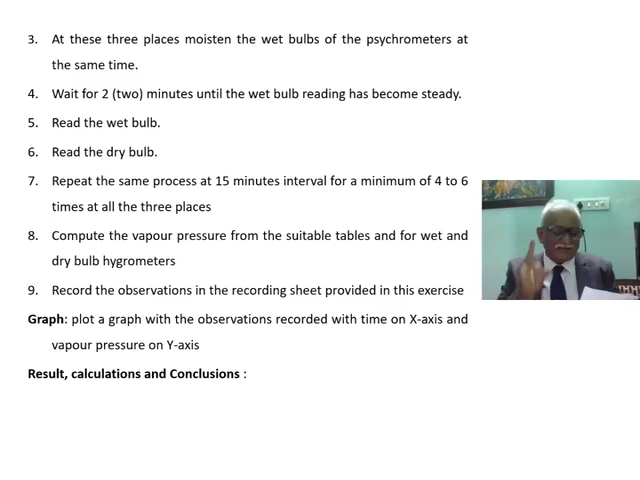 3. At these three places moisten the wet bulbs of the psychrometers at
the same time.
4. Wait for 2 (two) minutes until the wet bulb reading has become steady.
5. Read the wet bulb.
6. Read the dry bulb.
7. Repeat the same process at 15 minutes interval for a minimum of 4 to 6
times at all the three places
8. Compute the vapour pressure from the suitable tables and for wet and
dry bulb hygrometers
9. Record the observations in the recording sheet provided in this exercise
Graph: plot a graph with the observations recorded with time on X-axis and
vapour pressure on Y-axis
Result, calculations and Conclusions :